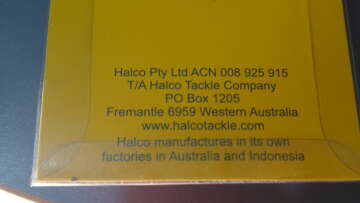 Halco Pty Ltd ACN 008 925 915
T/A Halco Tackle Company
PO Box 1205
Fremantle 6959 Western Australia
www.halcotackle.com
Halco manufactures in its own
factories in Australia and Indonesia